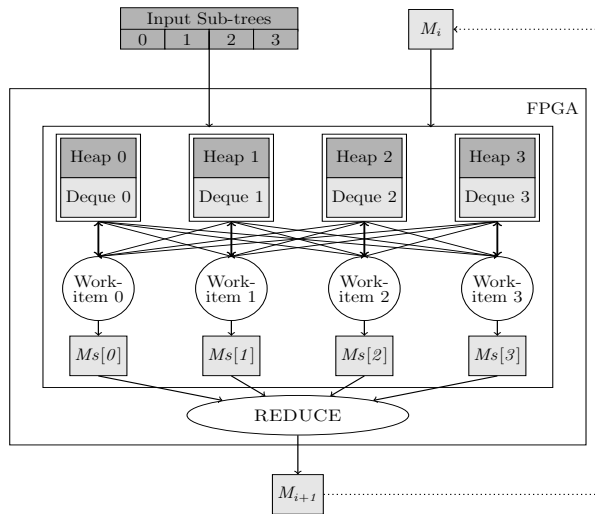 Input Sub-trees
0 1 2 3
M_i
FPGA
Heap 0 Heap 1 Heap 2 Heap 3
Deque 0 Deque 1 Deque 2 Deque 3
Work- Work- Work- Work-
item 0 item 1 item 2 item 3
Ms[0] Ms[1] Ms[2] Ms[3]
REDUCE
M_{i+1}